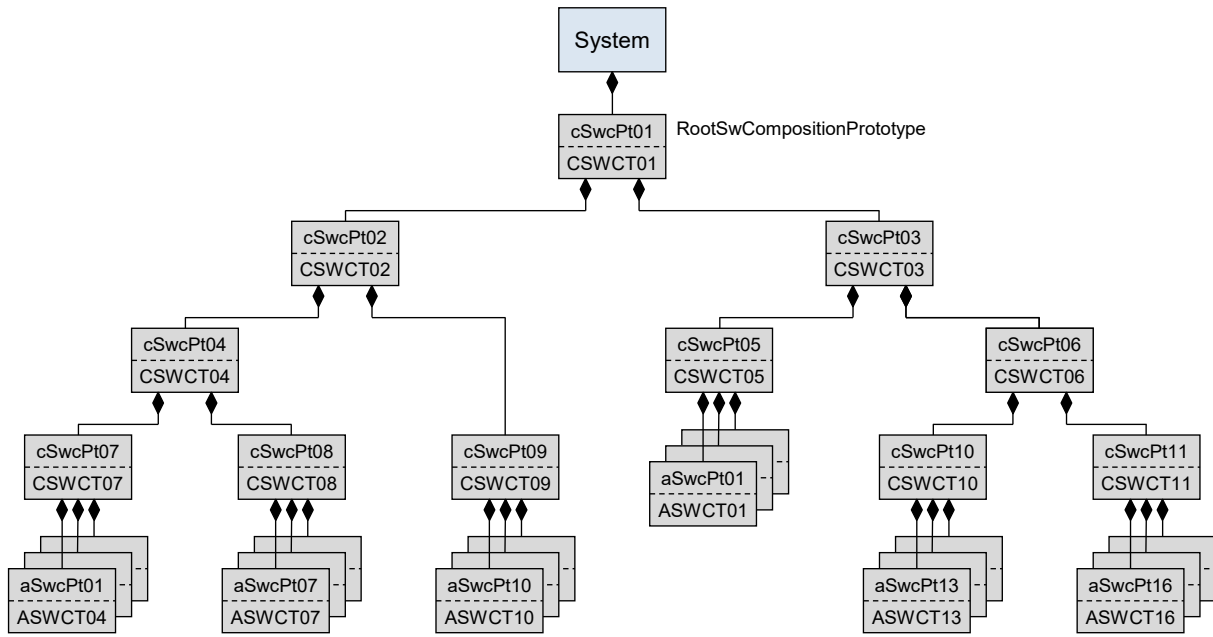 System
cSwcPt01
CSWCT01
RootSwCompositionPrototype
cSwcPt02
CSWCT02
cSwcPt03
CSWCT03
cSwcPt04
CSWCT04
cSwcPt05
CSWCT05
cSwcPt06
CSWCT06
cSwcPt07
CSWCT07
cSwcPt08
CSWCT08
cSwcPt09
CSWCT09
aSwcPt01
ASWCT01
cSwcPt10
CSWCT10
cSwcPt11
CSWCT11
aSwcPt01
ASWCT04
aSwcPt07
ASWCT07
aSwcPt10
ASWCT10
aSwcPt13
ASWCT13
aSwcPt16
ASWCT16